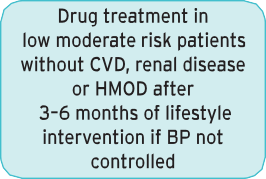 Drug treatment in
low moderate risk patients
without CVD, renal disease
or HMOD after
3–6 months of lifestyle
intervention if BP not
controlled